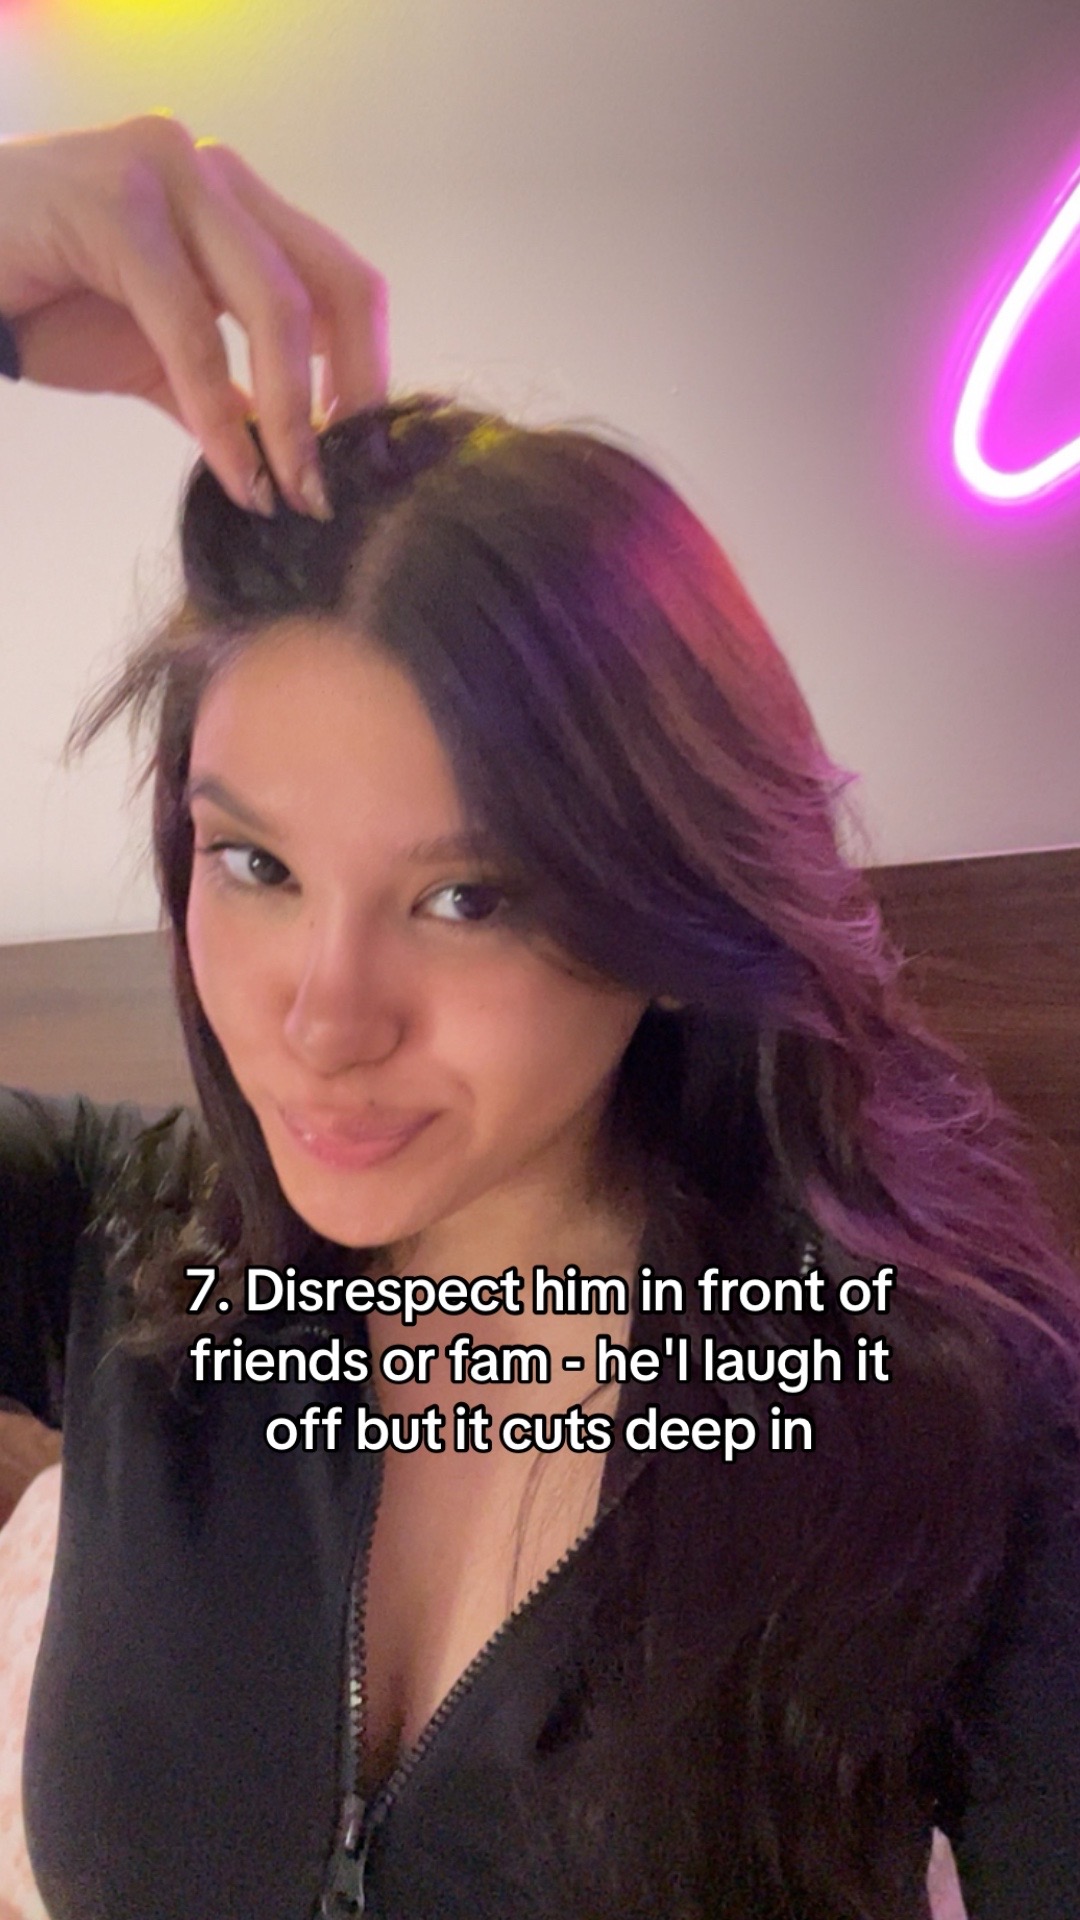 7. Disrespect him in front of
friends or fam - he'l laugh it
off but it cuts deep in